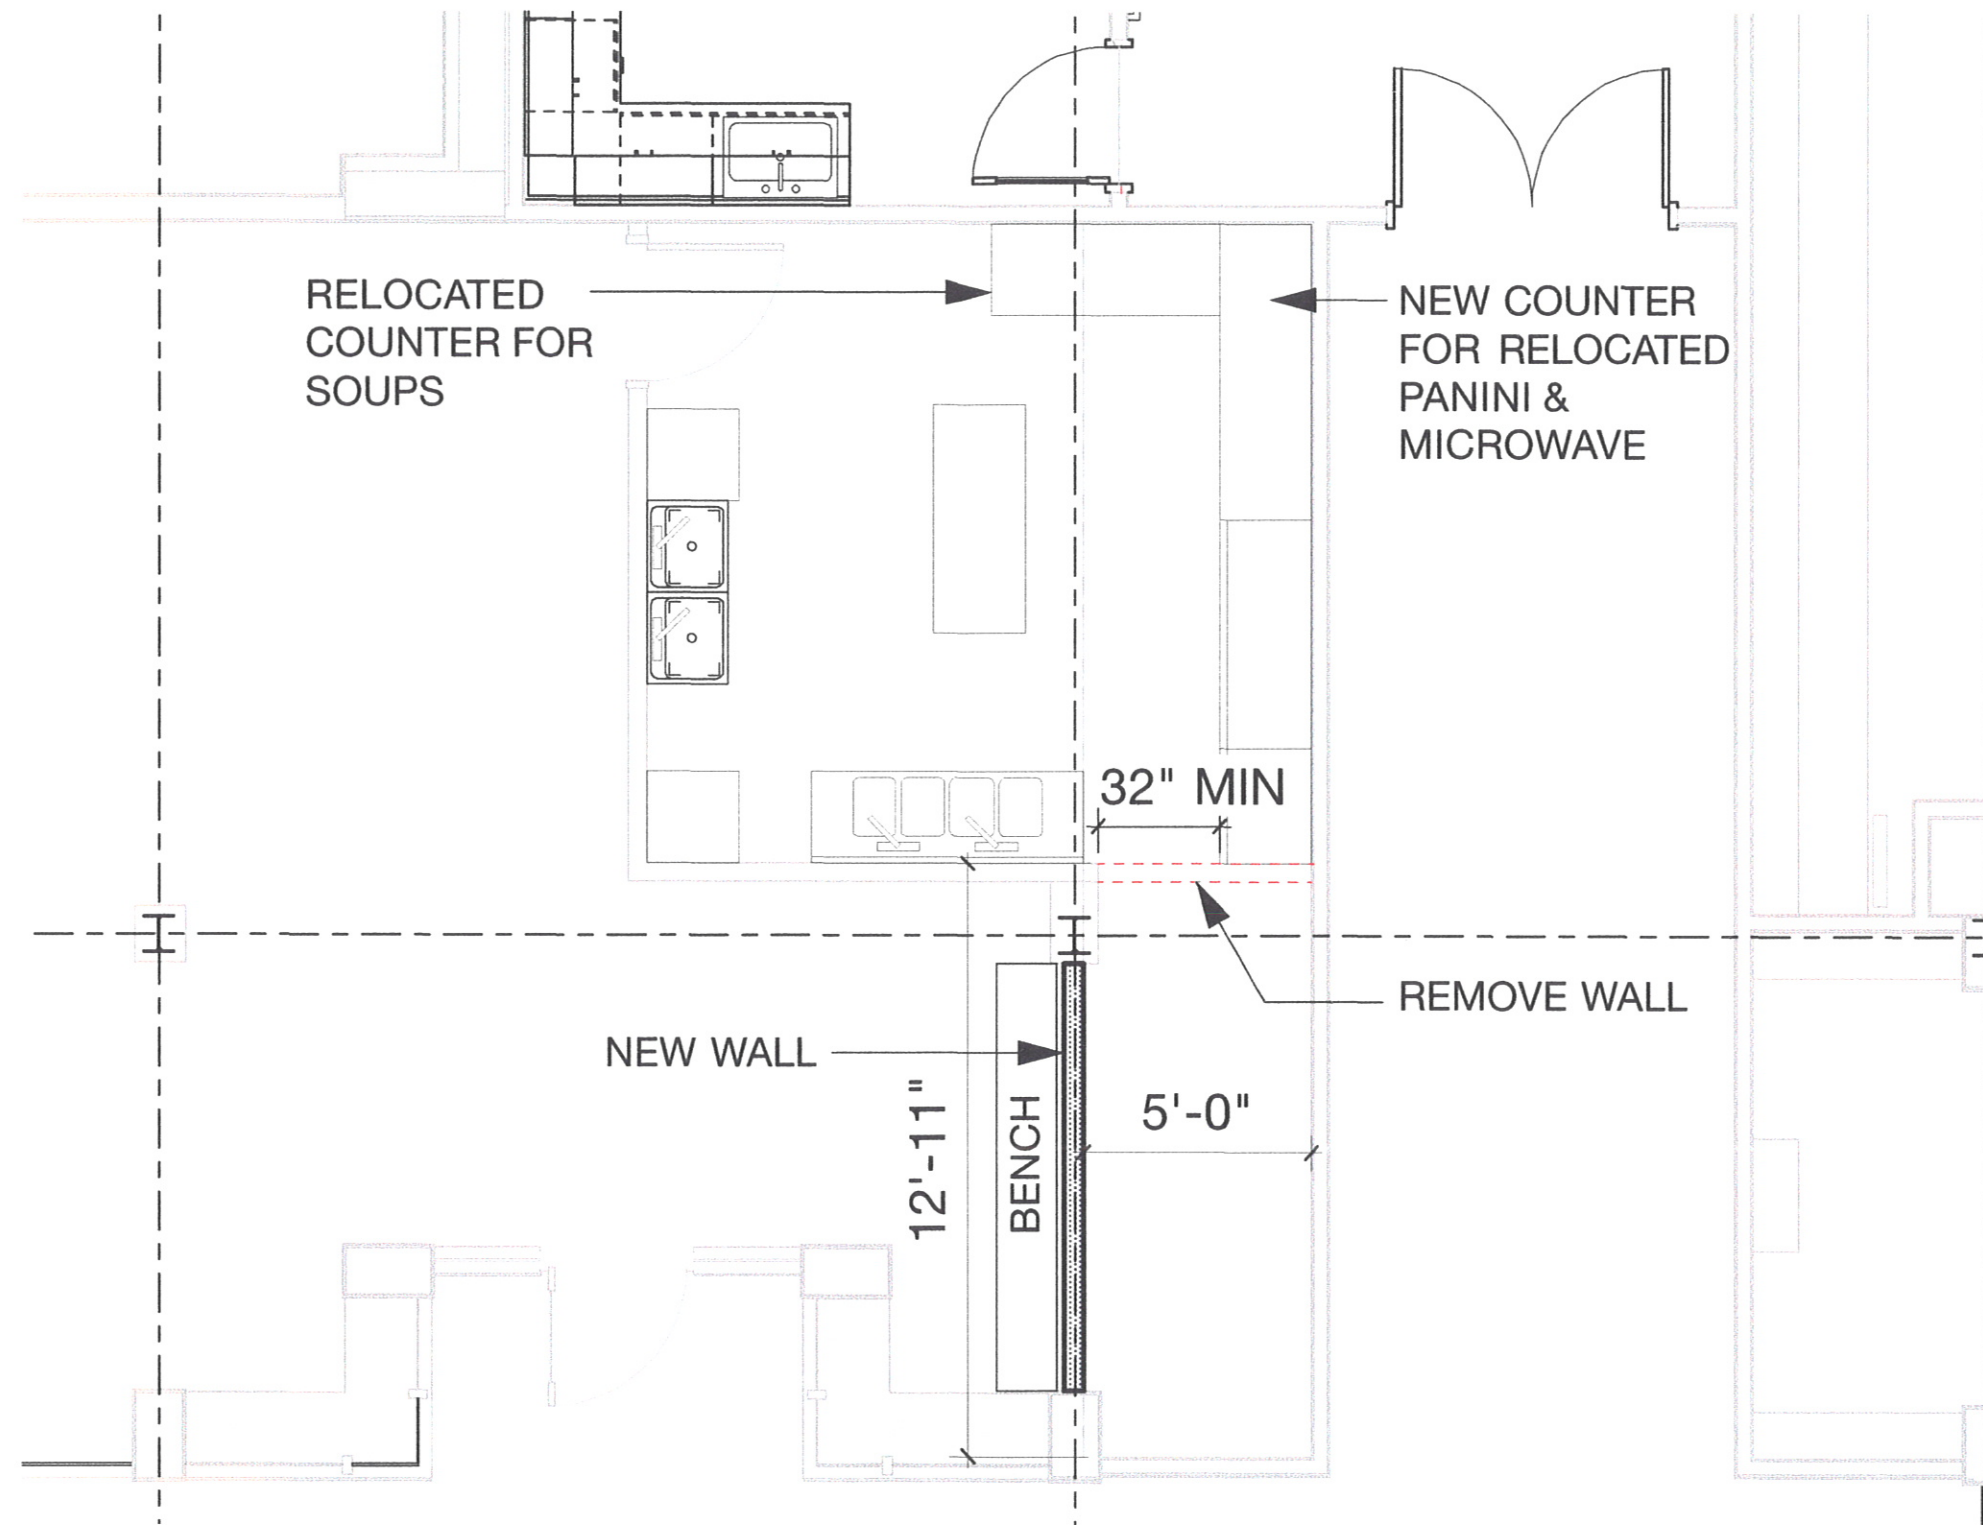 RELOCATED
COUNTER FOR
SOUPS
NEW COUNTER
FOR RELOCATED
PANINI &
MICROWAVE
32" MIN
REMOVE WALL
NEW WALL
12'-11"
BENCH
5'-0"